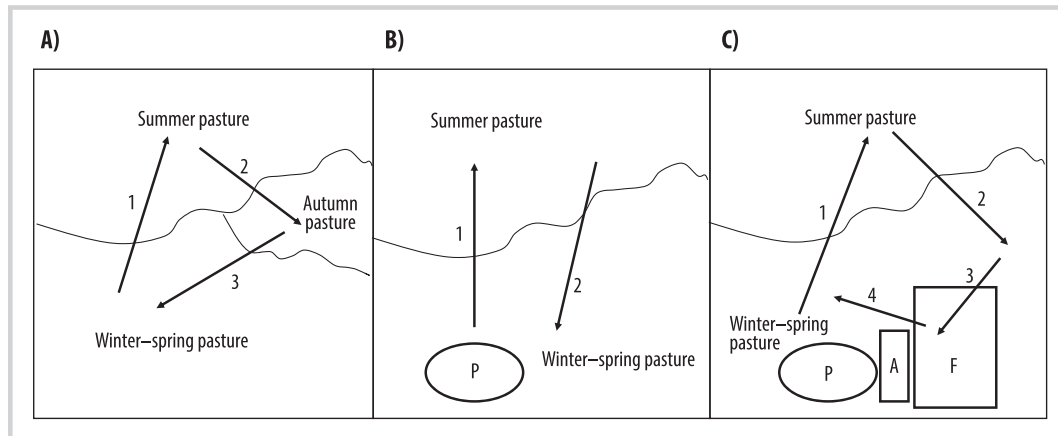 A)
Summer pasture
1
2
Autumn
pasture
3
Winter–spring pasture
B)
Summer pasture
1
2
P
Winter–spring pasture
C)
Summer pasture
1
2
3
4
Winter–spring
pasture
P
A
F